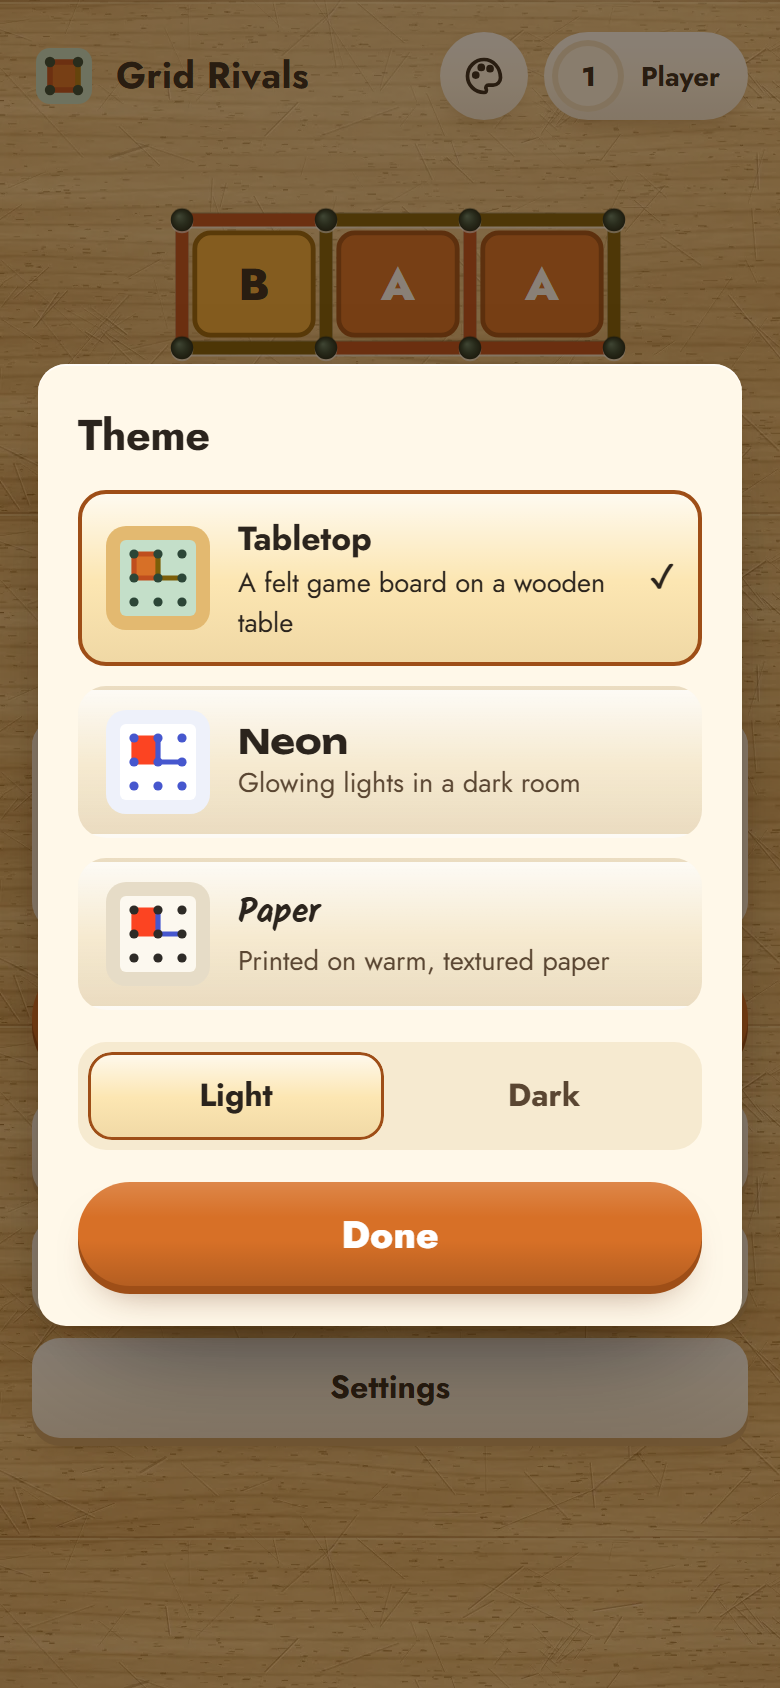 Grid Rivals
1 Player
B A A
Theme
Tabletop
A felt game board on a wooden
table
✓
Neon
Glowing lights in a dark room
Paper
Printed on warm, textured paper
Light Dark
Done
Settings